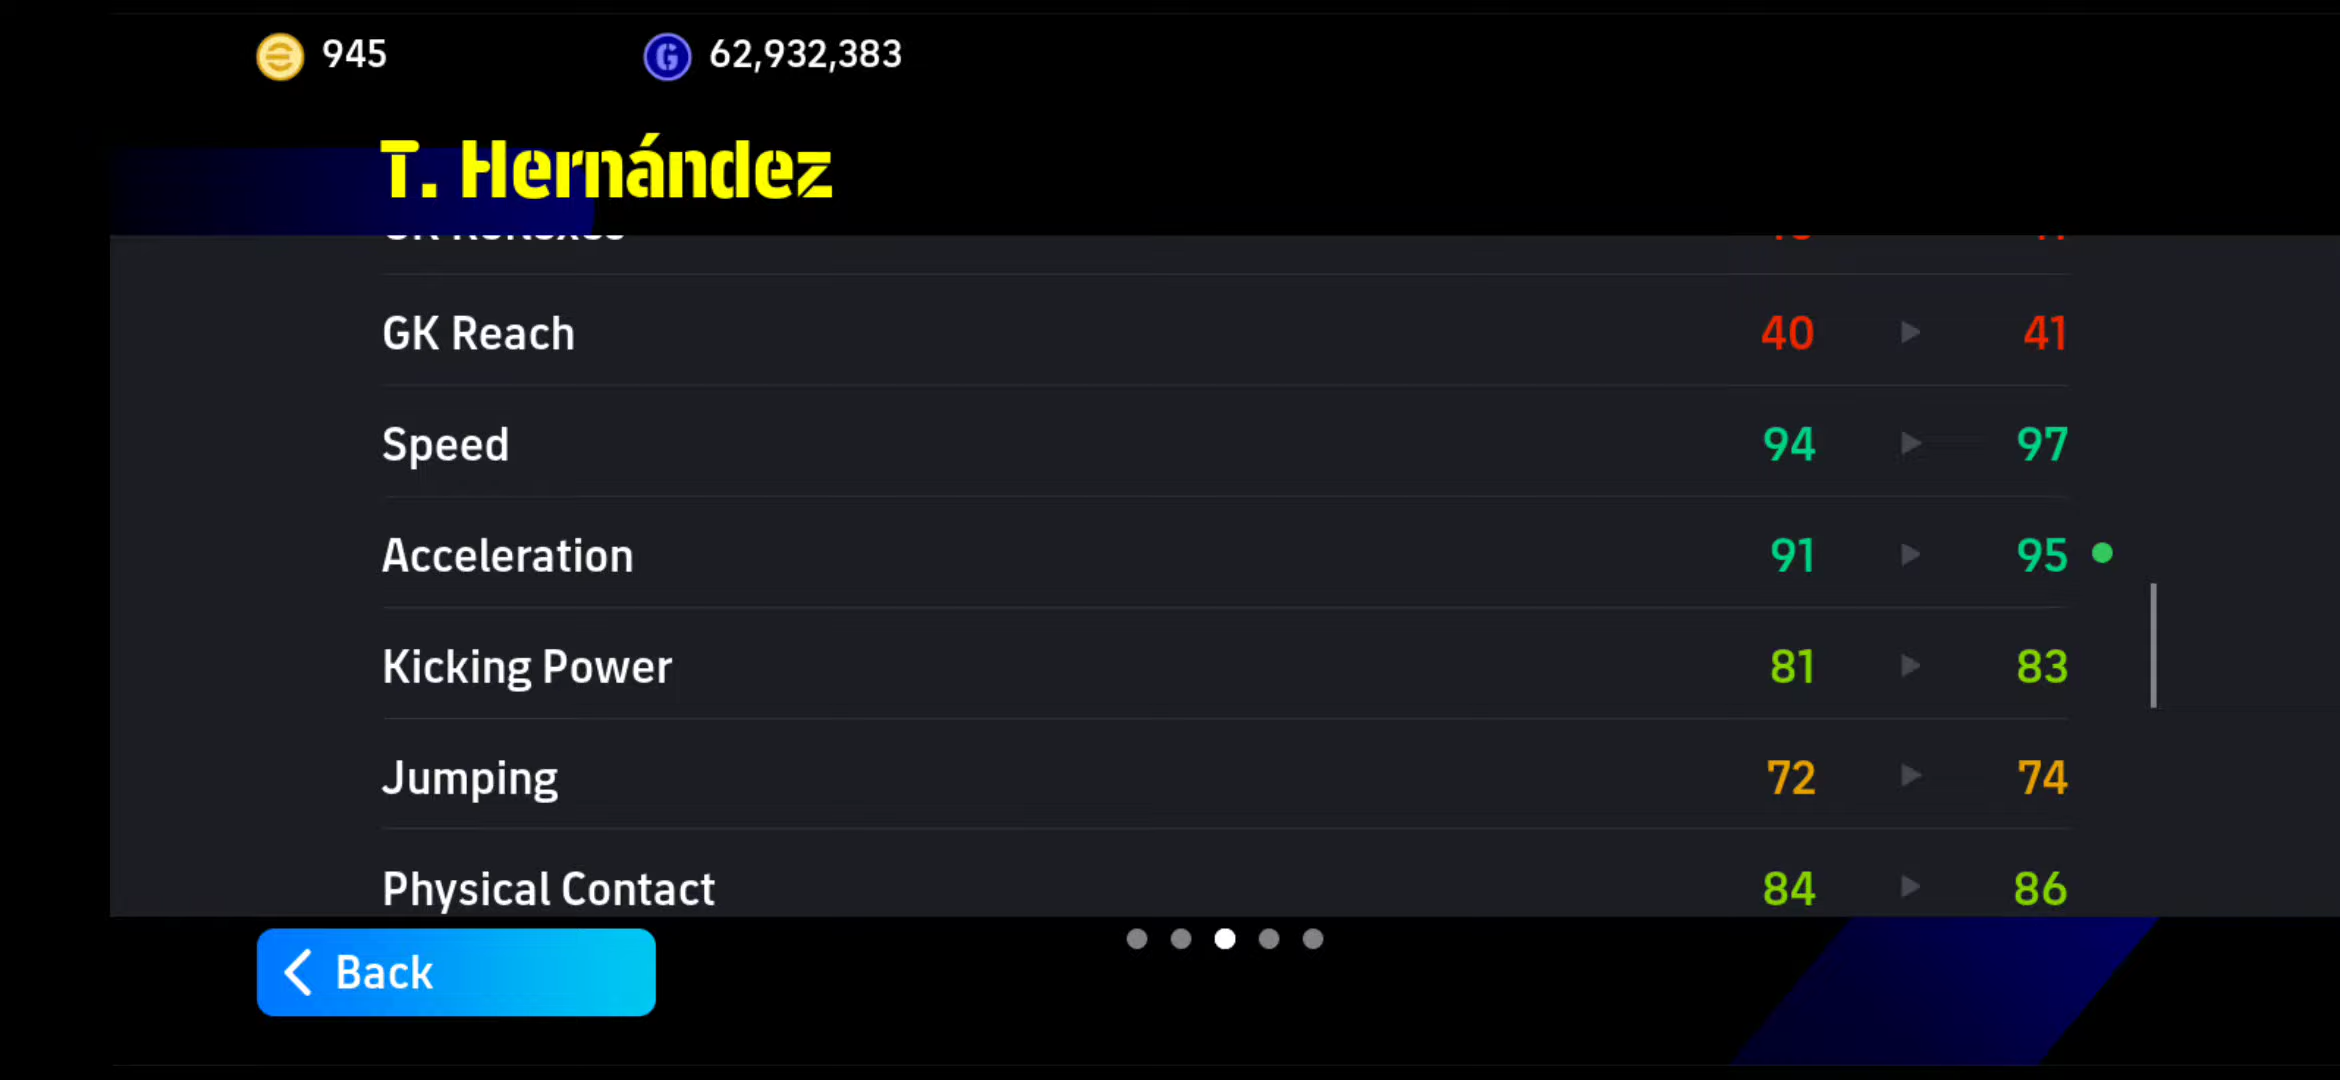 945 62,932,383
T. Hernández
GK Reach 40 41
Speed 94 97
Acceleration 91 95
Kicking Power 81 83
Jumping 72 74
Physical Contact 84 86
Back